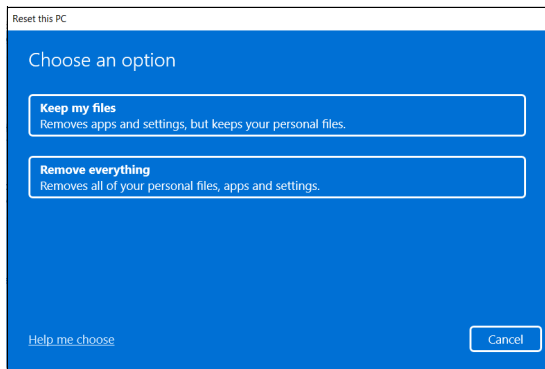 Reset this PC
Choose an option
Keep my files
Removes apps and settings, but keeps your personal files.
Remove everything
Removes all of your personal files, apps and settings.
Help me choose
Cancel